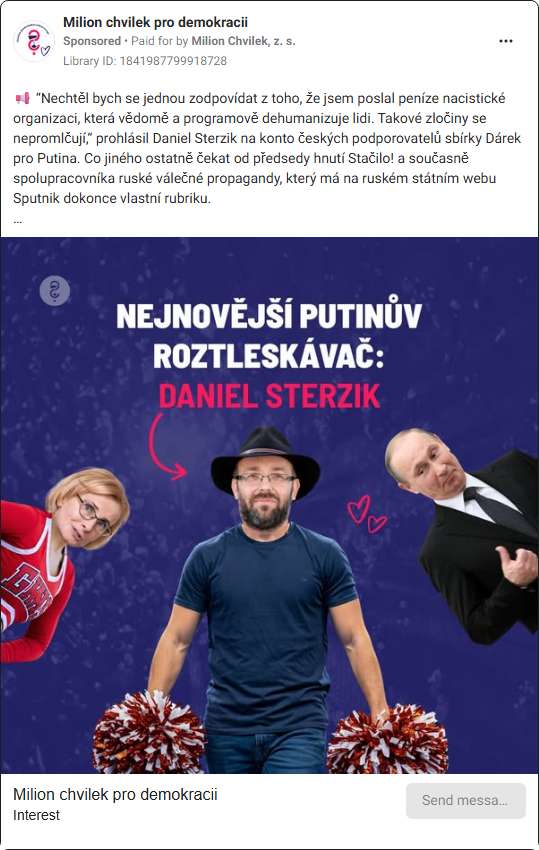 Milion chvilek pro demokracii
Sponsored • Paid for by Milion Chvilek, z. s.
Library ID: 1841987799918728
“Nechtěl bych se jednou zodpovídat z toho, že jsem poslal peníze nacistické
organizaci, která vědomě a programově dehumanizuje lidi. Takové zločiny se
nepromlčují,“ prohlásil Daniel Sterzik na konto českých podporovatelů sbírky Dárek
pro Putina. Co jiného ostatně čekat od předsedy hnutí Stačilo! a současně
spolupracovníka ruské válečné propagandy, který má na ruském státním webu
Sputnik dokonce vlastní rubriku.
...
NEJNOVĚJŠÍ PUTINŮV
ROZTLESKÁVAČ:
DANIEL STERZIK
Milion chvilek pro demokracii
Interest
Send messa...